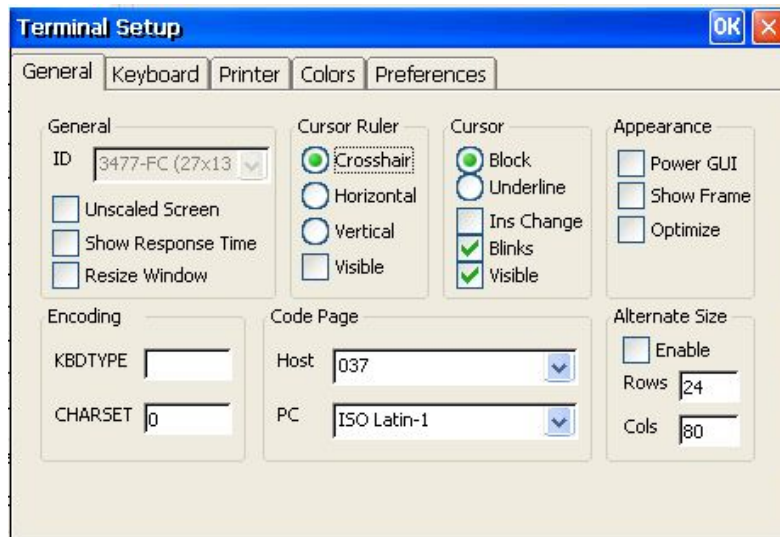 Terminal Setup OK
General Keyboard Printer Colors Preferences
General
ID 3477-FC (27x13
Unscaled Screen
Show Response Time
Resize Window
Cursor Ruler
Crosshair
Horizontal
Vertical
Visible
Cursor
Block
Underline
Ins Change
Blinks
Visible
Appearance
Power GUI
Show Frame
Optimize
Encoding
KBDTYPE
CHARSET 0
Code Page
Host 037
PC ISO Latin-1
Alternate Size
Enable
Rows 24
Cols 80